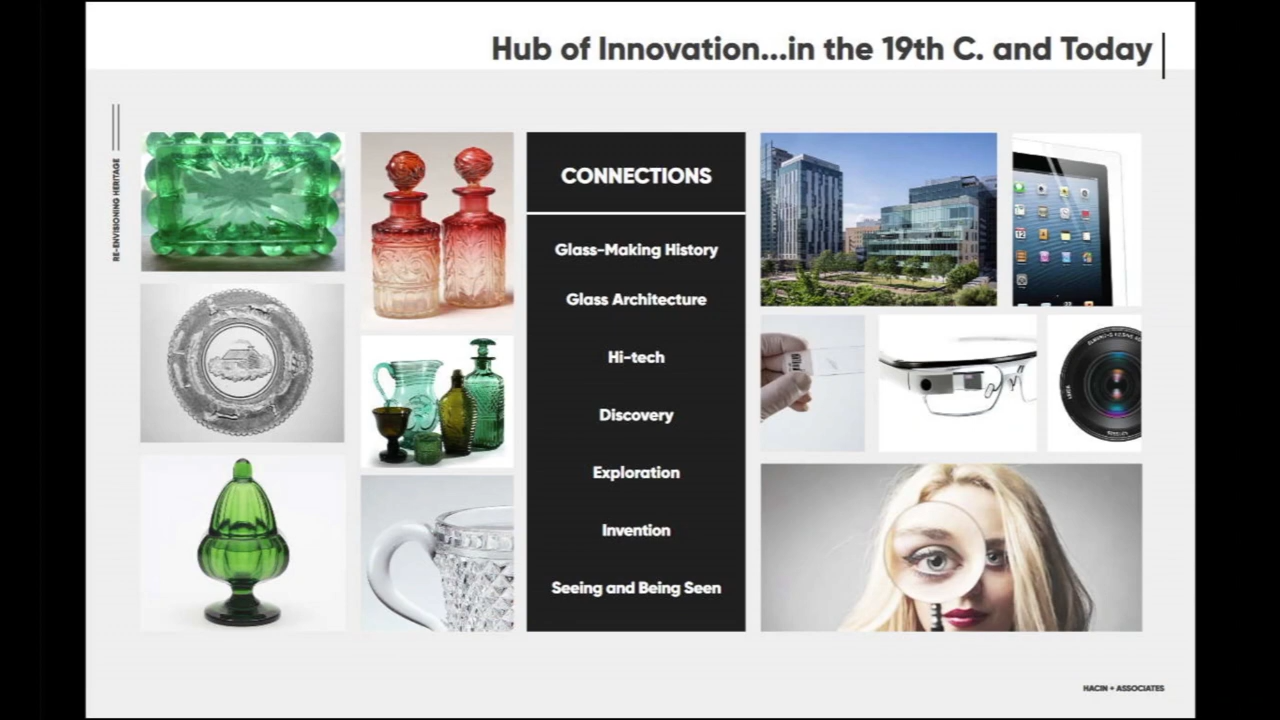 Hub of Innovation...in the 19th C. and Today
RE-ENVISIONING HERITAGE
CONNECTIONS
Glass-Making History
Glass Architecture
Hi-tech
Discovery
Exploration
Invention
Seeing and Being Seen
HACIN + ASSOCIATES